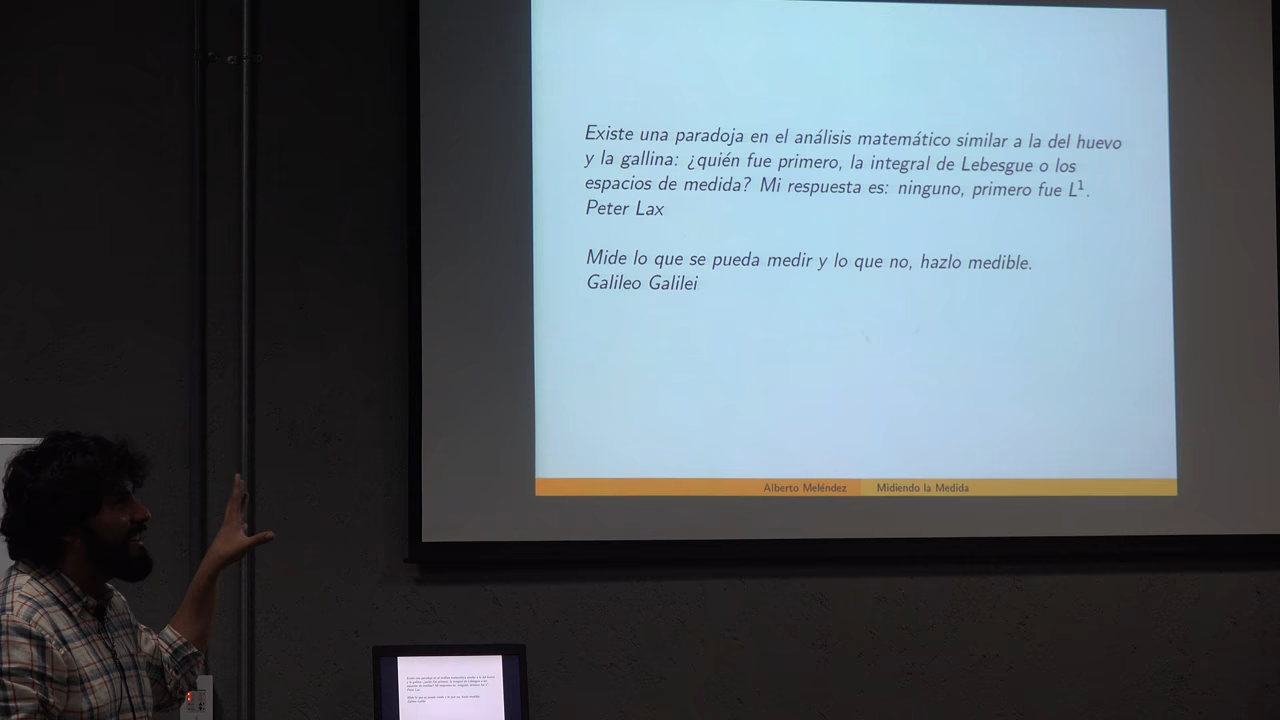 Existe una paradoja en el análisis matemático similar a la del huevo
y la gallina: ¿quién fue primero, la integral de Lebesgue o los
espacios de medida? Mi respuesta es: ninguno, primero fue L¹.
Peter Lax
Mide lo que se pueda medir y lo que no, hazlo medible.
Galileo Galilei
Alberto Meléndez
Midiendo la Medida